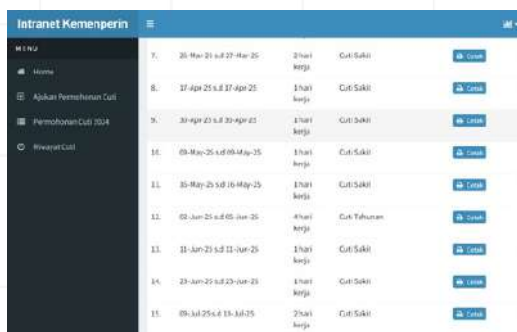 Intranet Kemenperin
MENU
Home
Ajukan Permohonan Cuti
Permohonan Cuti 2024
Riwayat Cuti
7. 26-Mar-25 s.d 27-Mar-25 2 hari kerja Cuti Sakit Cetak
8. 17-Apr-25 s.d 17-Apr-25 1 hari kerja Cuti Sakit Cetak
9. 30-Apr-25 s.d 30-Apr-25 1 hari kerja Cuti Sakit Cetak
10. 09-May-25 s.d 09-May-25 1 hari kerja Cuti Sakit Cetak
11. 16-May-25 s.d 16-May-25 1 hari kerja Cuti Sakit Cetak
12. 02-Jun-25 s.d 05-Jun-25 4 hari kerja Cuti Tahunan Cetak
13. 11-Jun-25 s.d 11-Jun-25 1 hari kerja Cuti Sakit Cetak
14. 23-Jun-25 s.d 23-Jun-25 1 hari kerja Cuti Sakit Cetak
15. 2 hari kerja Cuti Sakit Cetak